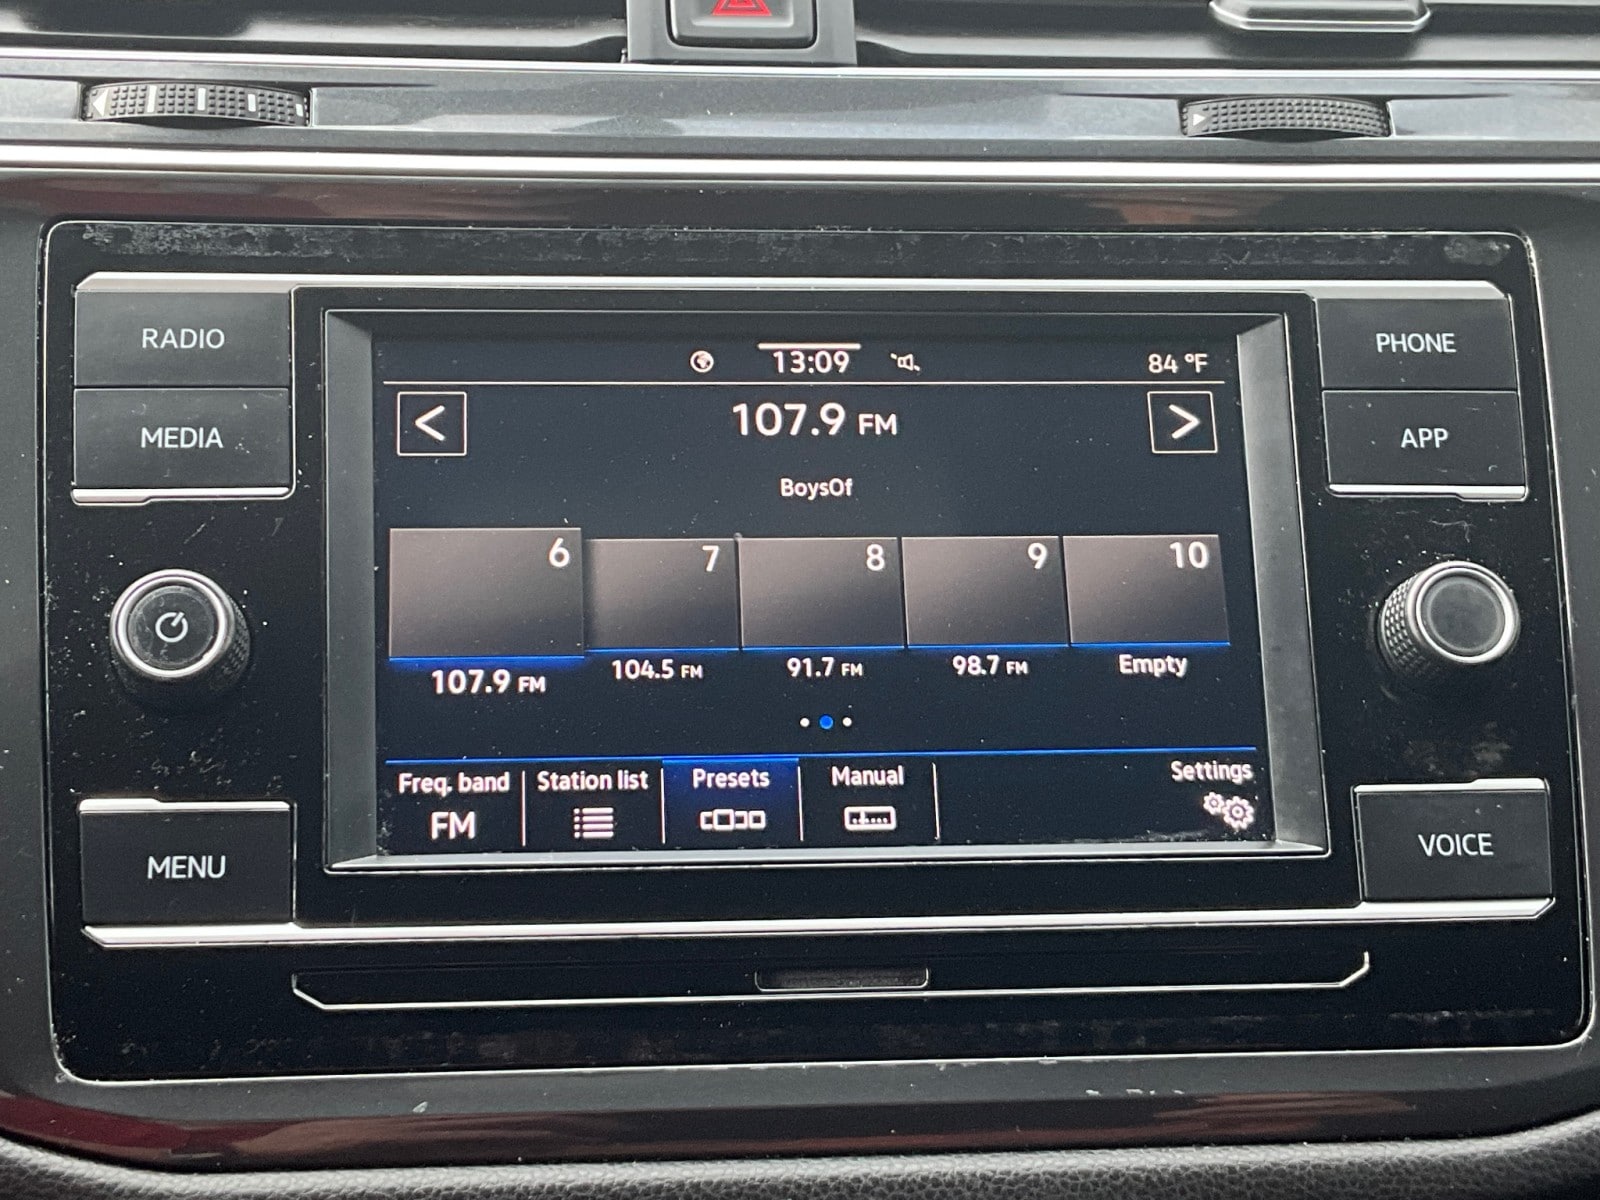 RADIO
MEDIA
MENU
13:09
84 °F
< 107.9 FM >
BoysOf
6 7 8 9 10
107.9 FM 104.5 FM 91.7 FM 98.7 FM Empty
Freq. band Station list Presets Manual Settings
FM
PHONE
APP
VOICE